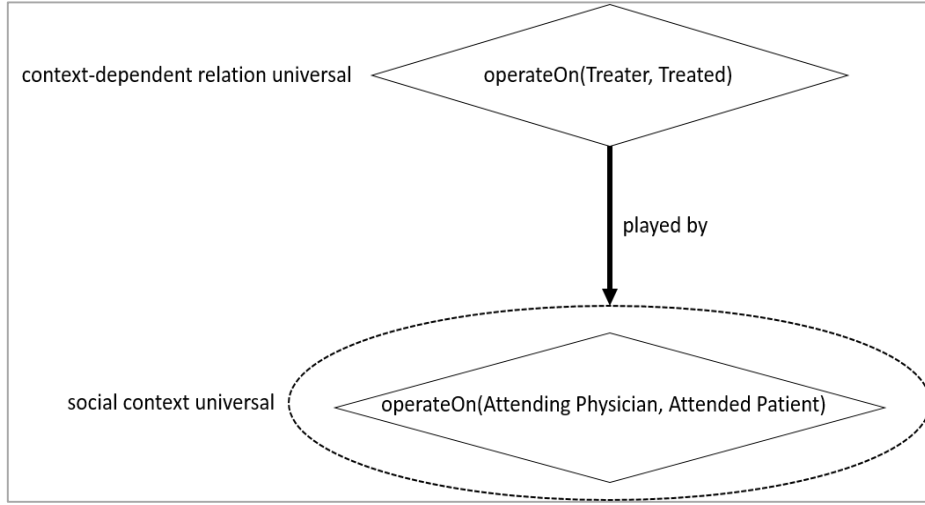 context-dependent relation universal
operateOn(Treater, Treated)
played by
social context universal
operateOn(Attending Physician, Attended Patient)